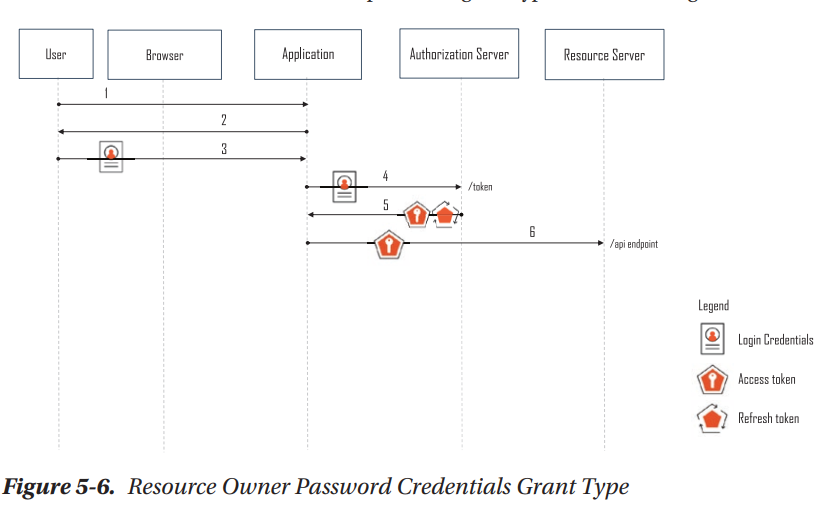 User
Browser
Application
Authorization Server
Resource Server
1
2
3
4
/token
5
6
/api endpoint
Legend
Login Credentials
Access token
Refresh token
Figure 5-6. Resource Owner Password Credentials Grant Type